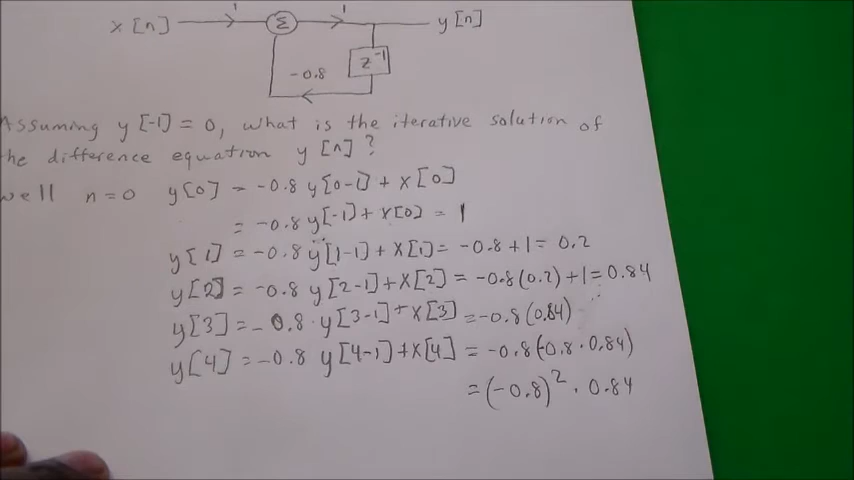 x[n] 1 Σ 1 y[n]
-0.8 z⁻¹
Assuming y[-1] = 0, what is the iterative solution of
the difference equation y[n]?
well n=0 y[0] = -0.8 y[0-1] + x[0]
= -0.8 y[-1] + x[0] = 1
y[1] = -0.8 y[1-1] + x[1] = -0.8 + 1 = 0.2
y[2] = -0.8 y[2-1] + x[2] = -0.8(0.2) + 1 = 0.84
y[3] = -0.8 · y[3-1] + x[3] = -0.8(0.84)
y[4] = -0.8 y[4-1] + x[4] = -0.8(-0.8 · 0.84)
= (-0.8)² · 0.84